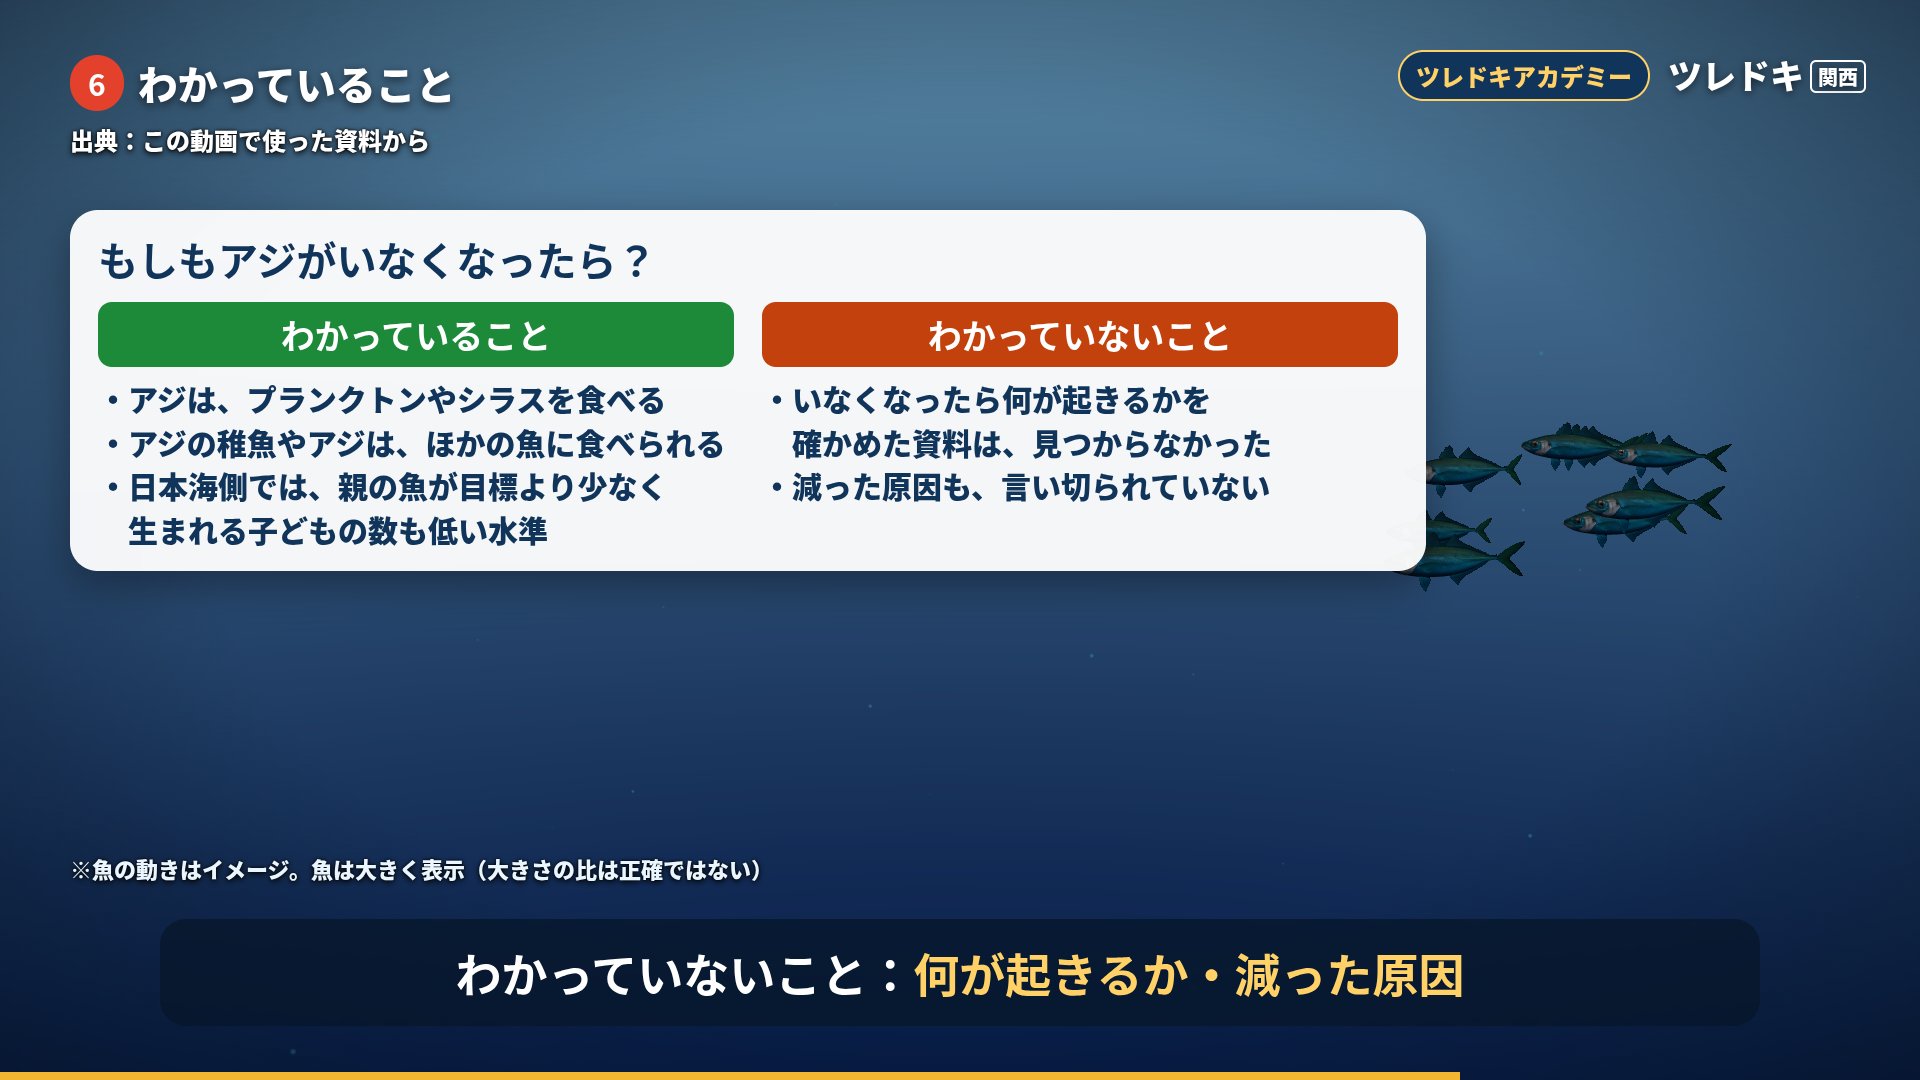 6 わかっていること
出典：この動画で使った資料から
ツレドキアカデミー ツレドキ 関西
もしもアジがいなくなったら？
わかっていること
・アジは、プランクトンやシラスを食べる
・アジの稚魚やアジは、ほかの魚に食べられる
・日本海側では、親の魚が目標より少なく
生まれる子どもの数も低い水準
わかっていないこと
・いなくなったら何が起きるかを
確かめた資料は、見つからなかった
・減った原因も、言い切られていない
※魚の動きはイメージ。魚は大きく表示（大きさの比は正確ではない）
わかっていないこと：何が起きるか・減った原因